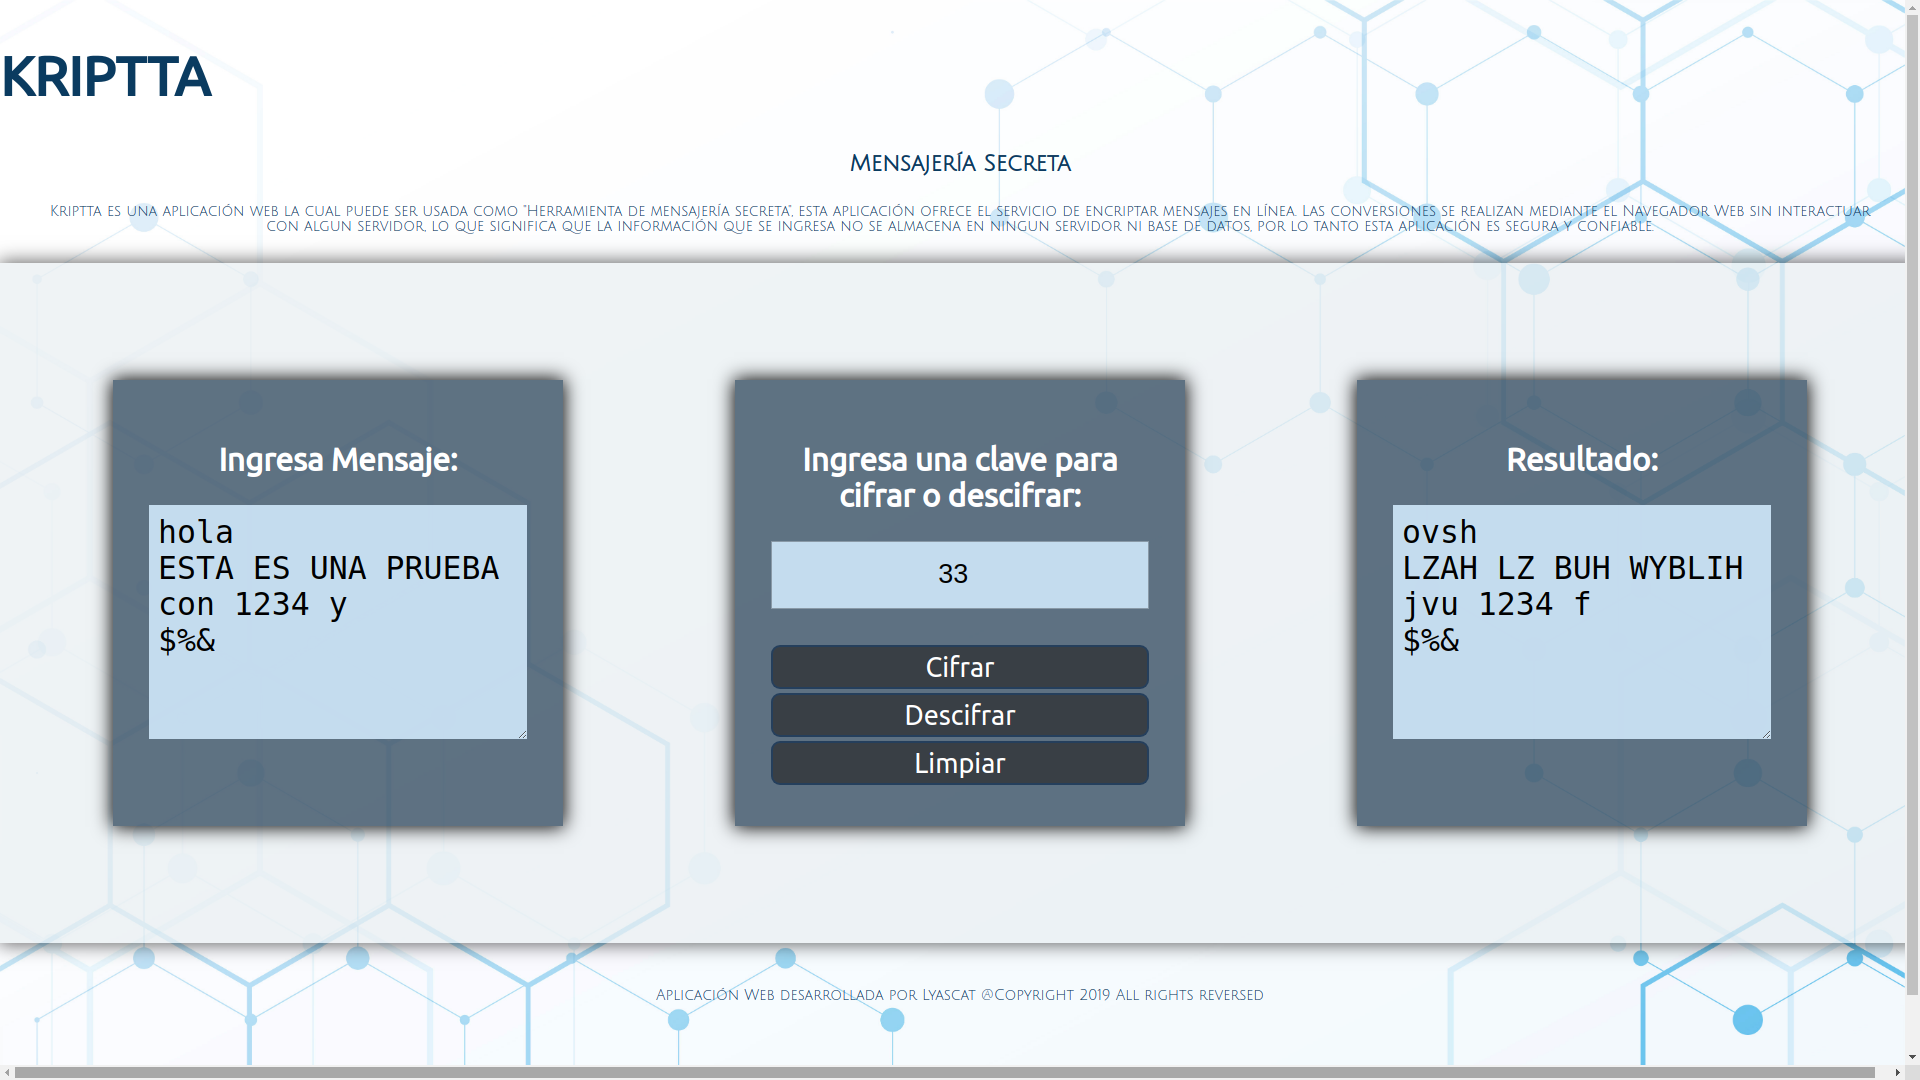 KRIPTTA
Mensajería Secreta
Kriptta es una aplicación web la cual puede ser usada como "Herramienta de mensajería secreta", esta aplicación ofrece el servicio de encriptar mensajes en línea. Las conversiones se realizan mediante el Navegador Web sin interactuar
con algun servidor, lo que significa que la información que se ingresa no se almacena en ningun servidor ni base de datos, por lo tanto esta aplicación es segura y confiable.
Ingresa Mensaje:
hola
ESTA ES UNA PRUEBA
con 1234 y
$%&
Ingresa una clave para
cifrar o descifrar:
33
Cifrar
Descifrar
Limpiar
Resultado:
ovsh
LZAH LZ BUH WYBLIH
jvu 1234 f
$%&
Aplicación Web desarrollada por Lyascat @Copyright 2019 All rights reversed